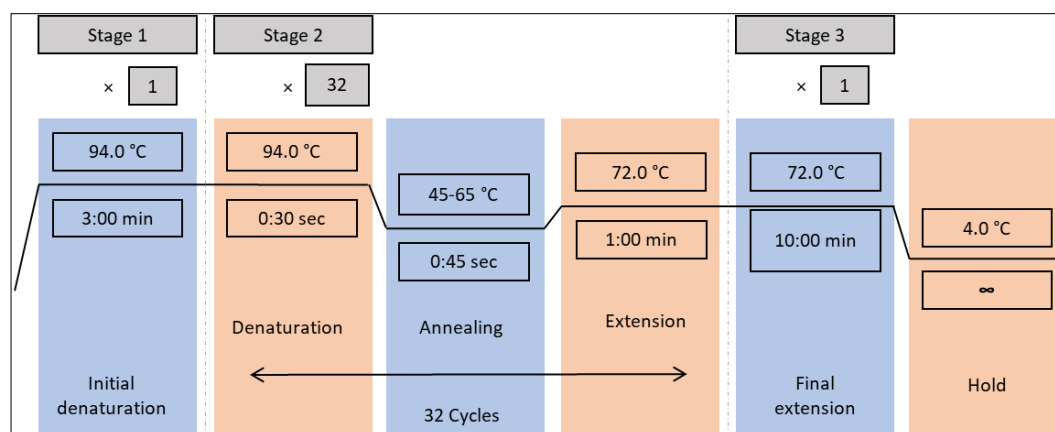 Stage 1
Stage 2
Stage 3
× 1
× 32
× 1
94.0 °C
94.0 °C
45-65 °C
72.0 °C
72.0 °C
4.0 °C
3:00 min
0:30 sec
0:45 sec
1:00 min
10:00 min
∞
Denaturation
Annealing
Extension
Initial
denaturation
32 Cycles
Final
extension
Hold